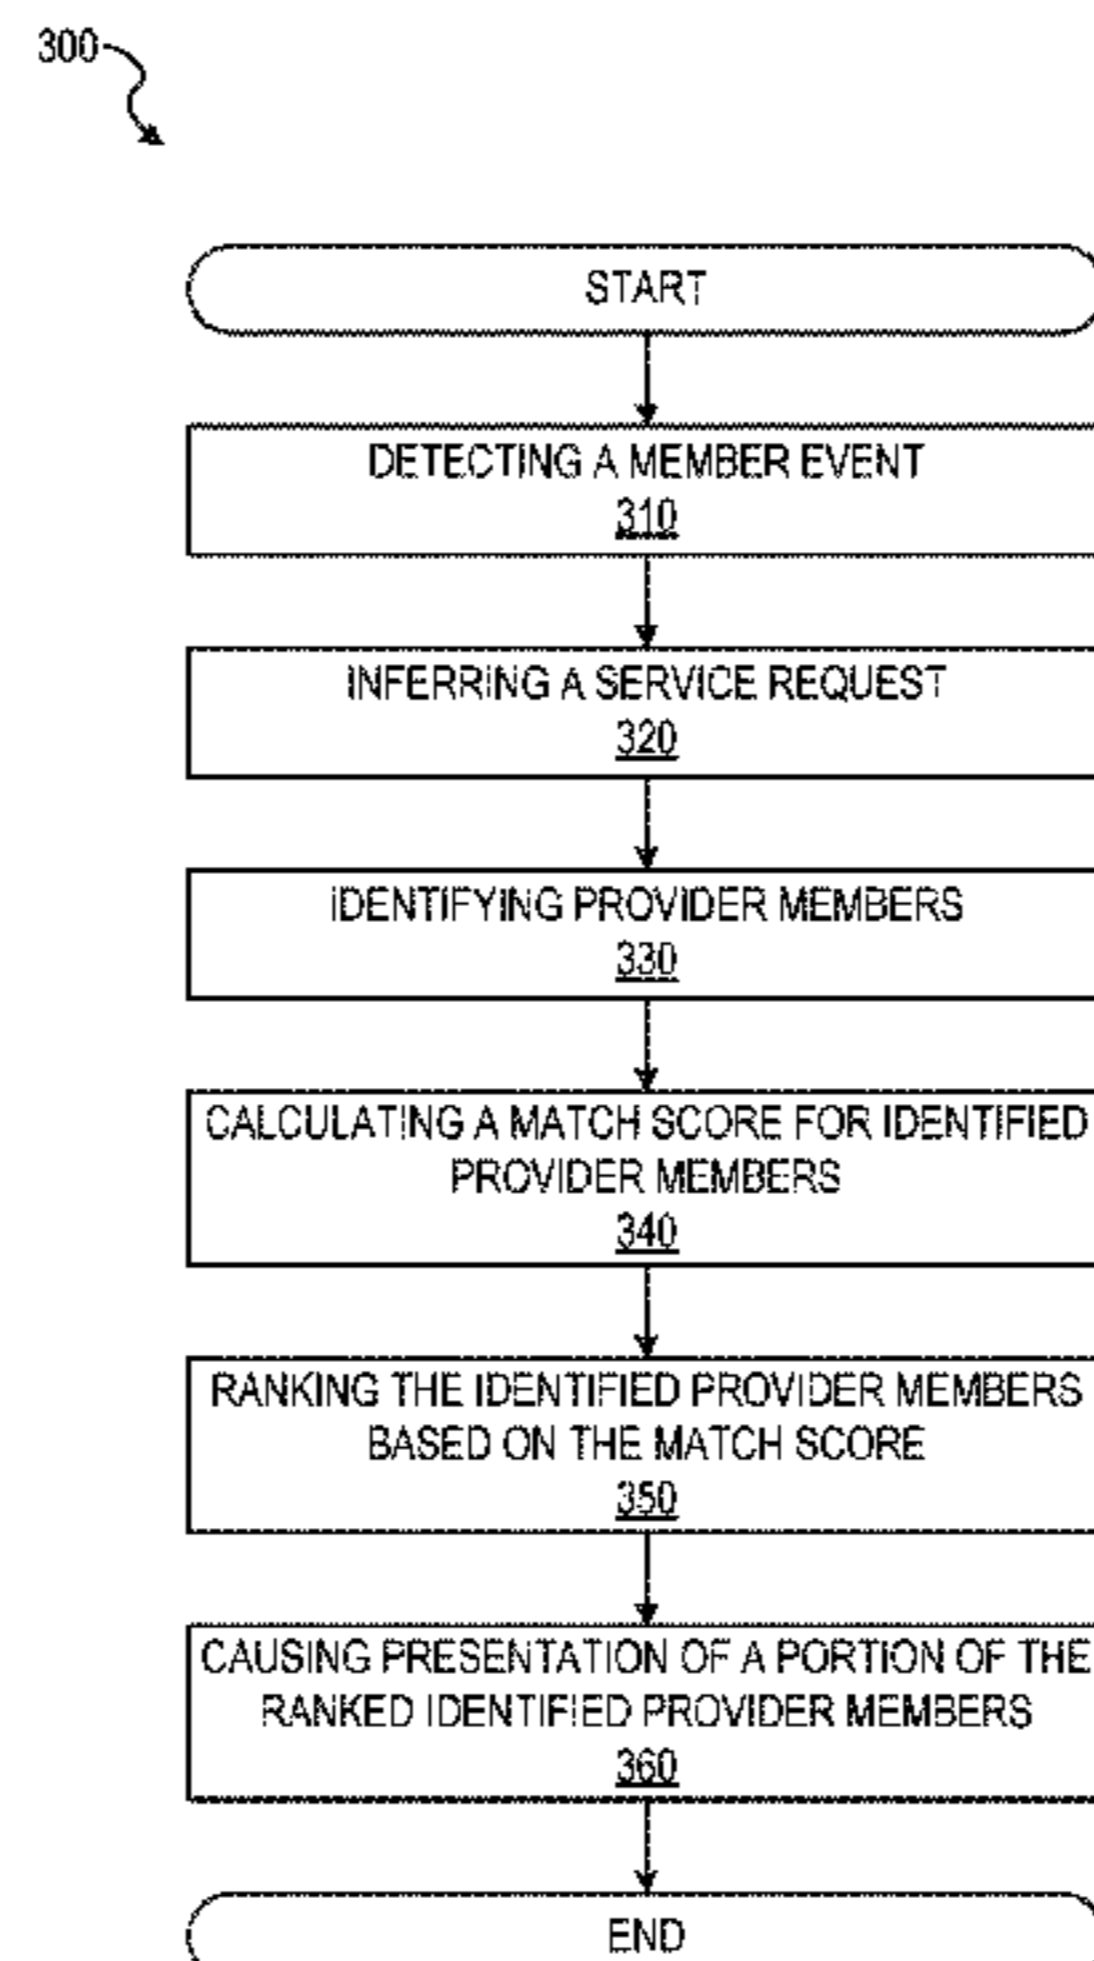 300
START
DETECTING A MEMBER EVENT
310
INFERRING A SERVICE REQUEST
320
IDENTIFYING PROVIDER MEMBERS
330
CALCULATING A MATCH SCORE FOR IDENTIFIED
PROVIDER MEMBERS
340
RANKING THE IDENTIFIED PROVIDER MEMBERS
BASED ON THE MATCH SCORE
350
CAUSING PRESENTATION OF A PORTION OF THE
RANKED IDENTIFIED PROVIDER MEMBERS
360
END